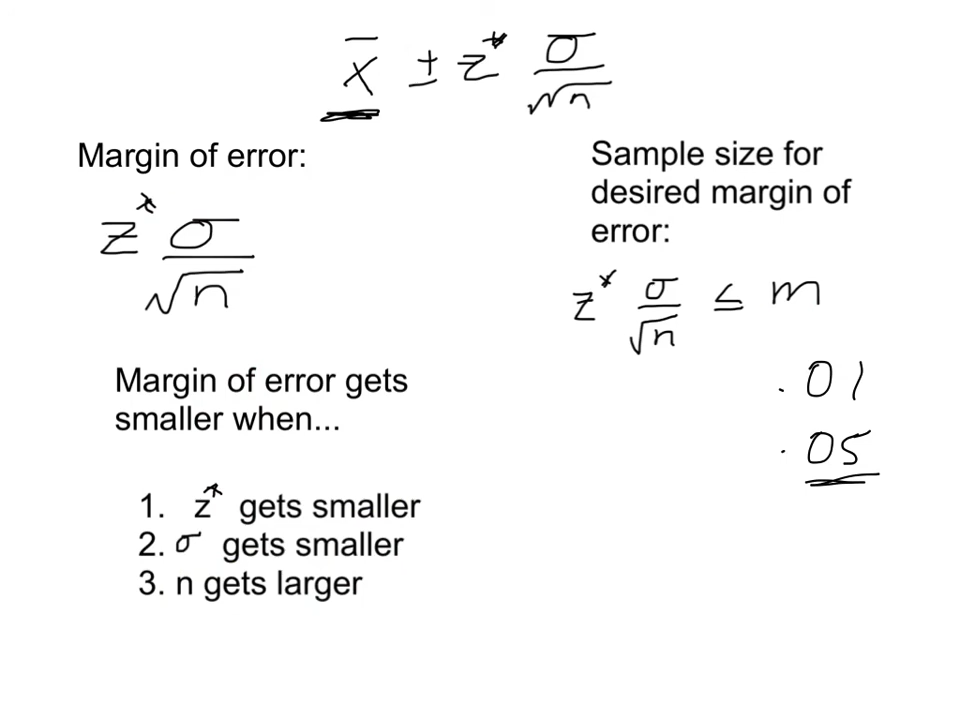 x̄ ± z* σ/√n
Margin of error:
z* σ/√n
Margin of error gets
smaller when...
1. z* gets smaller
2. σ gets smaller
3. n gets larger
Sample size for
desired margin of
error:
z* σ/√n ≤ m
.01
.05